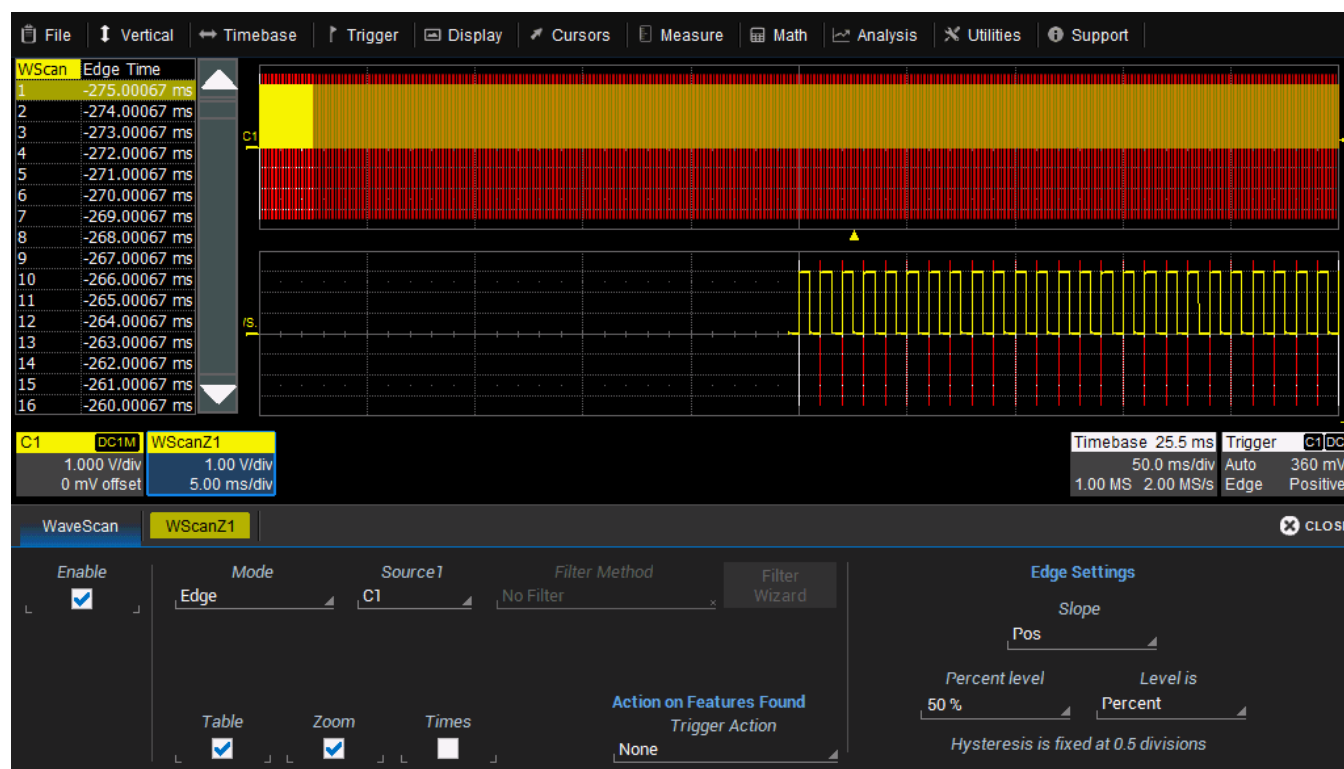 File Vertical Timebase Trigger Display Cursors Measure Math Analysis Utilities Support
WScan Edge Time
1 -275.00067 ms
2 -274.00067 ms
3 -273.00067 ms
4 -272.00067 ms
5 -271.00067 ms
6 -270.00067 ms
7 -269.00067 ms
8 -268.00067 ms
9 -267.00067 ms
10 -266.00067 ms
11 -265.00067 ms
12 -264.00067 ms
13 -263.00067 ms
14 -262.00067 ms
15 -261.00067 ms
16 -260.00067 ms
C1
/S.
C1 DC1M WScanZ1 Timebase 25.5 ms Trigger C1 DC
1.000 V/div 1.00 V/div 50.0 ms/div Auto 360 mV
0 mV offset 5.00 ms/div 1.00 MS 2.00 MS/s Edge Positive
WaveScan WScanZ1 CLOS
Enable Mode Source1 Filter Method Filter Wizard
Edge C1 No Filter
Edge Settings
Slope
Pos
Percent level Level is
50 % Percent
Hysteresis is fixed at 0.5 divisions
Action on Features Found
Table Zoom Times Trigger Action
None